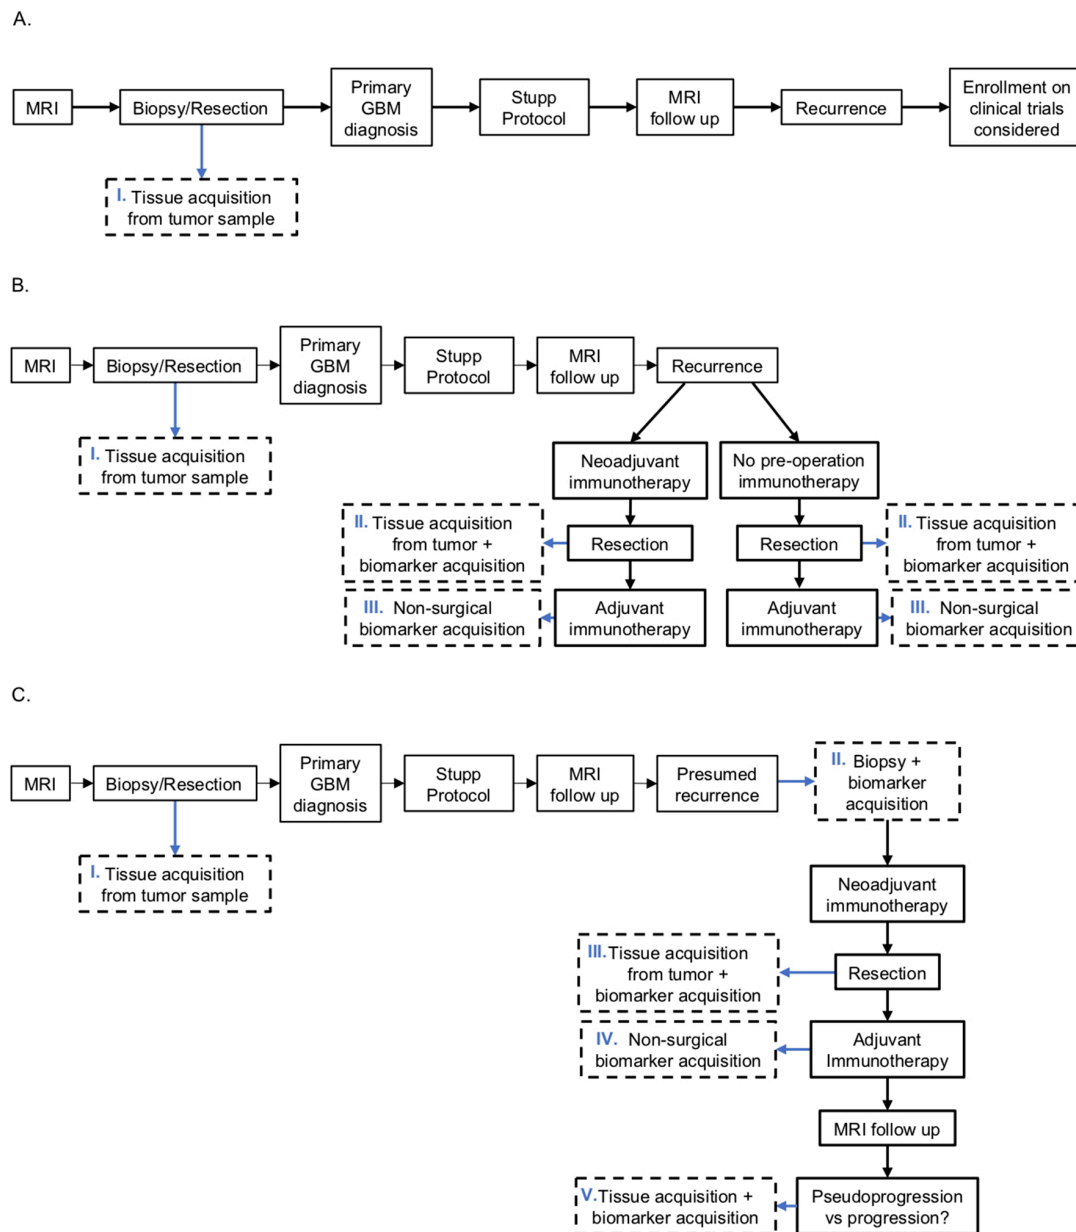 A.
MRI
Biopsy/Resection
Primary
GBM
diagnosis
Stupp
Protocol
MRI
follow up
Recurrence
Enrollment on
clinical trials
considered
I. Tissue acquisition
from tumor sample
B.
MRI
Biopsy/Resection
Primary
GBM
diagnosis
Stupp
Protocol
MRI
follow up
Recurrence
I. Tissue acquisition
from tumor sample
Neoadjuvant
immunotherapy
No pre-operation
immunotherapy
II. Tissue acquisition
from tumor +
biomarker acquisition
Resection
Resection
II. Tissue acquisition
from tumor +
biomarker acquisition
III. Non-surgical
biomarker acquisition
Adjuvant
immunotherapy
Adjuvant
immunotherapy
III. Non-surgical
biomarker acquisition
C.
MRI
Biopsy/Resection
Primary
GBM
diagnosis
Stupp
Protocol
MRI
follow up
Presumed
recurrence
II. Biopsy +
biomarker
acquisition
I. Tissue acquisition
from tumor sample
Neoadjuvant
immunotherapy
III. Tissue acquisition
from tumor +
biomarker acquisition
Resection
IV. Non-surgical
biomarker acquisition
Adjuvant
Immunotherapy
MRI follow up
V. Tissue acquisition +
biomarker acquisition
Pseudoprogression
vs progression?